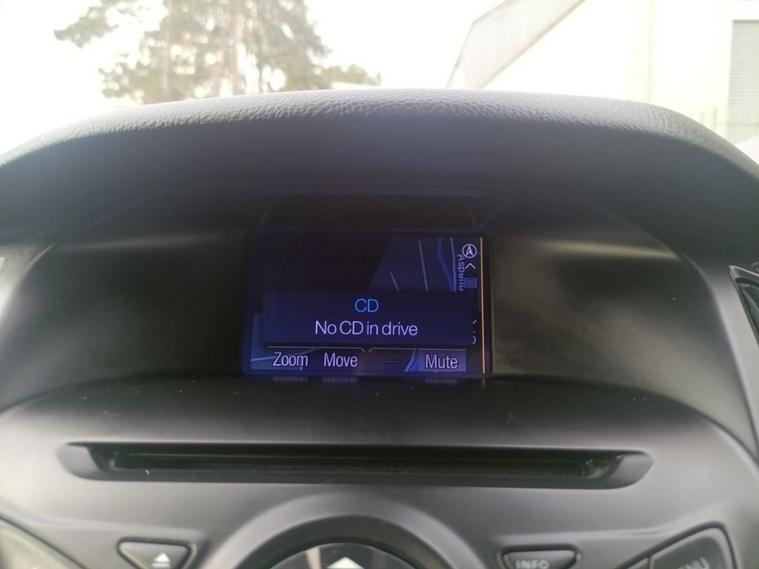 CD
No CD in drive
Zoom Move Mute
INFO